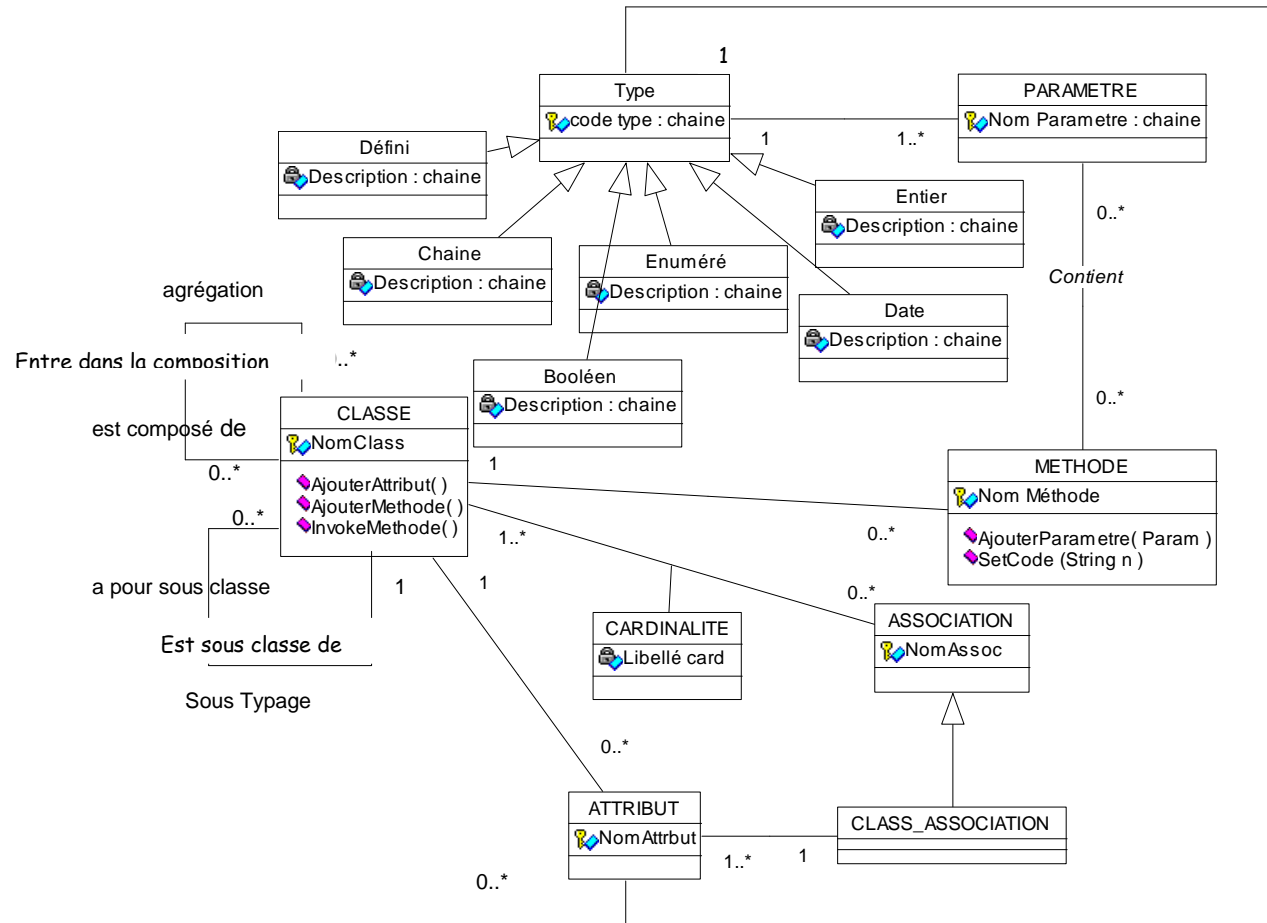 1
Type
code type : chaine
PARAMETRE
Nom Parametre : chaine
1
1..*
Défini
Description : chaine
Entier
Description : chaine
0..*
Chaine
Description : chaine
Enuméré
Description : chaine
Contient
Date
Description : chaine
agrégation
Entre dans la composition
0..*
Booléen
Description : chaine
0..*
CLASSE
NomClass
AjouterAttribut( )
AjouterMethode( )
InvokeMethode( )
est composé de
0..*
1
METHODE
Nom Méthode
AjouterParametre( Param )
SetCode (String n )
0..*
0..*
1..*
a pour sous classe
1
1
Est sous classe de
Sous Typage
0..*
CARDINALITE
Libellé card
ASSOCIATION
NomAssoc
0..*
ATTRIBUT
NomAttrbut
CLASS_ASSOCIATION
1..*
1
0..*